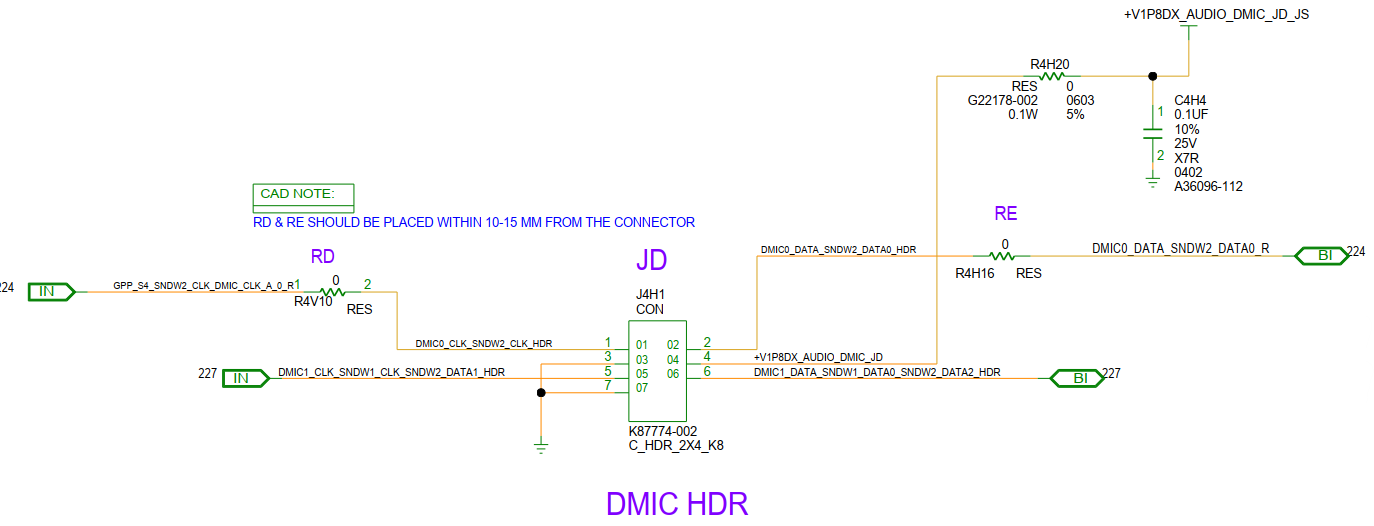 +V1P8DX_AUDIO_DMIC_JD_JS
R4H20
RES 0
G22178-002 0603
0.1W 5%
1 C4H4
0.1UF
10%
25V
2 X7R
0402
A36096-112
CAD NOTE:
RD & RE SHOULD BE PLACED WITHIN 10-15 MM FROM THE CONNECTOR
RE
0
DMIC0_DATA_SNDW2_DATA0_HDR
DMIC0_DATA_SNDW2_DATA0_R
BI 224
R4H16 RES
RD
JD
0
224 IN GPP_S4_SNDW2_CLK_DMIC_CLK_A_0_R 1 2
R4V10
RES
J4H1
CON
DMIC0_CLK_SNDW2_CLK_HDR 1 01 02 2
3 03 04 4 +V1P8DX_AUDIO_DMIC_JD
227 IN DMIC1_CLK_SNDW1_CLK_SNDW2_DATA1_HDR 5 05 06 6 DMIC1_DATA_SNDW1_DATA0_SNDW2_DATA2_HDR BI 227
7 07
K87774-002
C_HDR_2X4_K8
DMIC HDR